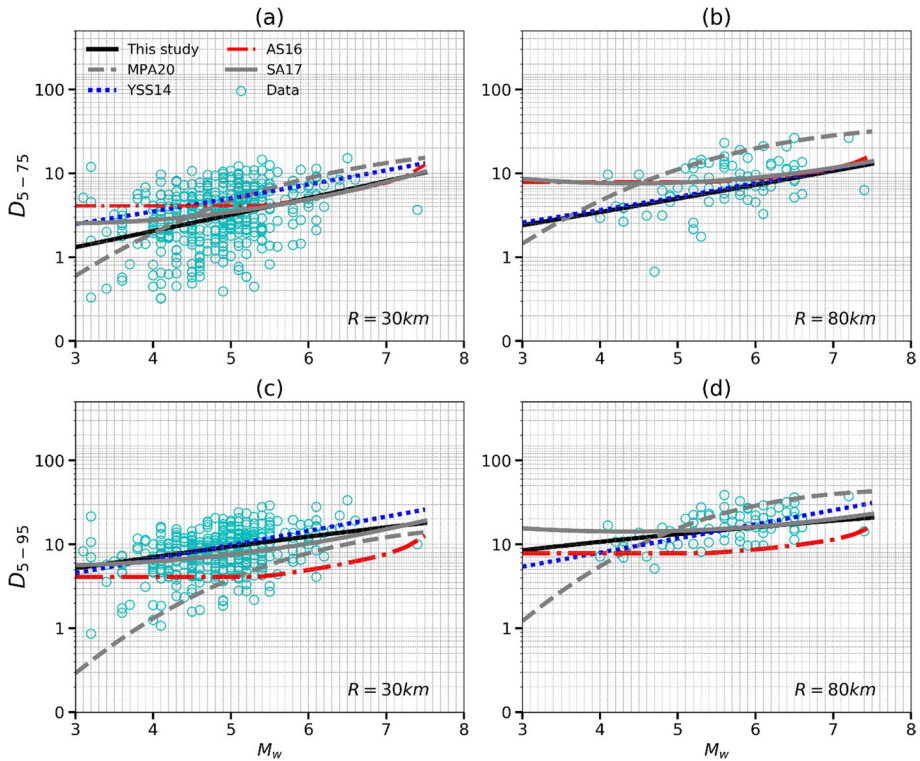 (a)
(b)
This study
AS16
MPA20
SA17
YSS14
Data
100
10
1
0
D5−75
3 4 5 6 7 8
R = 30km
100
10
1
0
3 4 5 6 7 8
R = 80km
(c)
(d)
100
10
1
0
D5−95
3 4 5 6 7 8
Mw
R = 30km
100
10
1
0
3 4 5 6 7 8
Mw
R = 80km